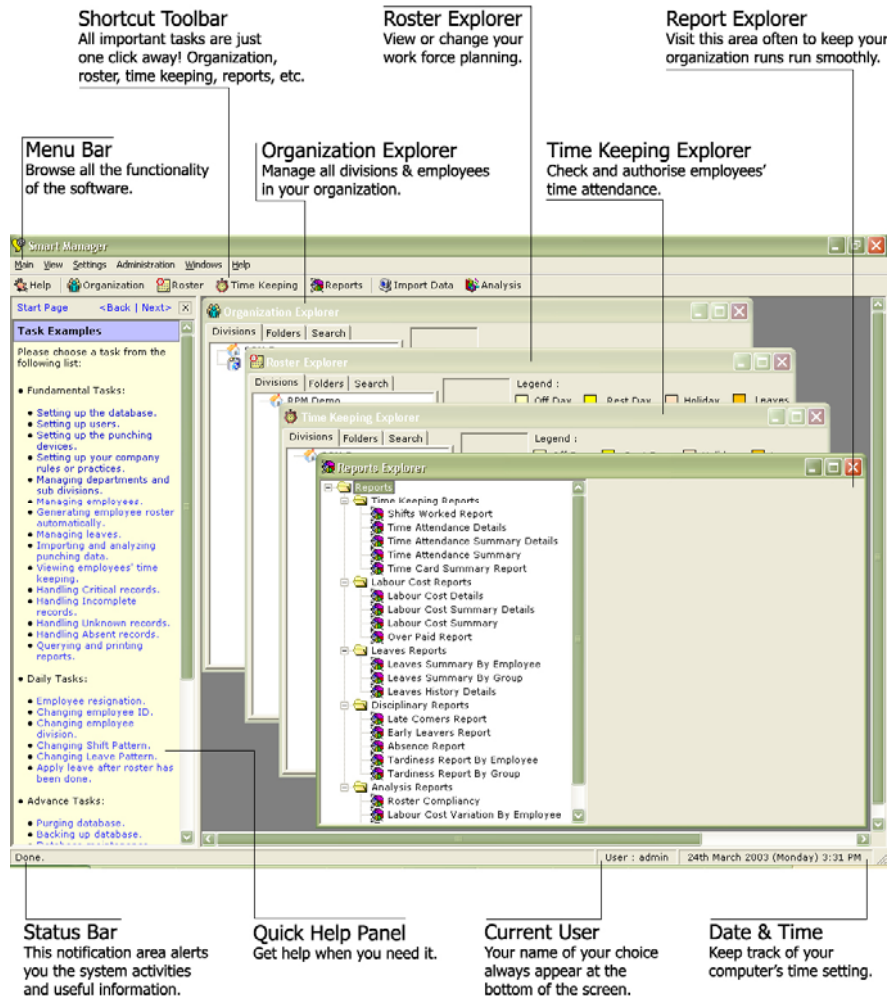 Shortcut Toolbar
All important tasks are just
one click away! Organization,
roster, time keeping, reports, etc.
Roster Explorer
View or change your
work force planning.
Report Explorer
Visit this area often to keep your
organization runs run smoothly.
Menu Bar
Browse all the functionality
of the software.
Organization Explorer
Manage all divisions & employees
in your organization.
Time Keeping Explorer
Check and authorise employees'
time attendance.
Smart Manager
Main View Settings Administration Windows Help
Help Organization Roster Time Keeping Reports Import Data Analysis
Start Page <Back | Next>
Task Examples
Please choose a task from the
following list:
• Fundamental Tasks:
• Setting up the database.
• Setting up users.
• Setting up the punching
devices.
• Setting up your company
rules or practices.
• Managing departments and
sub divisions.
• Managing employees.
• Generating employee roster
automatically.
• Managing leaves.
• Importing and analyzing
punching data.
• Viewing employees' time
keeping.
• Handling Critical records.
• Handling Incomplete
records.
• Handling Unknown records.
• Handling Absent records.
• Querying and printing
reports.
• Daily Tasks:
• Employee resignation.
• Changing employee ID.
• Changing employee
division.
• Changing Shift Pattern.
• Changing Leave Pattern.
• Apply leave after roster has
been done.
• Advance Tasks:
• Purging database.
• Backing up database.
Organization Explorer
Divisions Folders Search
Roster Explorer
Divisions Folders Search
Legend :
RPM Demo
Off Day Rest Day Holiday Leaves
Time Keeping Explorer
Divisions Folders Search
Legend :
Reports Explorer
Reports
Time Keeping Reports
Shifts Worked Report
Time Attendance Details
Time Attendance Summary Details
Time Attendance Summary
Time Card Summary Report
Labour Cost Reports
Labour Cost Details
Labour Cost Summary Details
Labour Cost Summary
Over Paid Report
Leaves Reports
Leaves Summary By Employee
Leaves Summary By Group
Leaves History Details
Disciplinary Reports
Late Comers Report
Early Leavers Report
Absence Report
Tardiness Report By Employee
Tardiness Report By Group
Analysis Reports
Roster Compliancy
Labour Cost Variation By Employee
Done.
User : admin
24th March 2003 (Monday) 3:31 PM
Status Bar
This notification area alerts
you the system activities
and useful information.
Quick Help Panel
Get help when you need it.
Current User
Your name of your choice
always appear at the
bottom of the screen.
Date & Time
Keep track of your
computer's time setting.